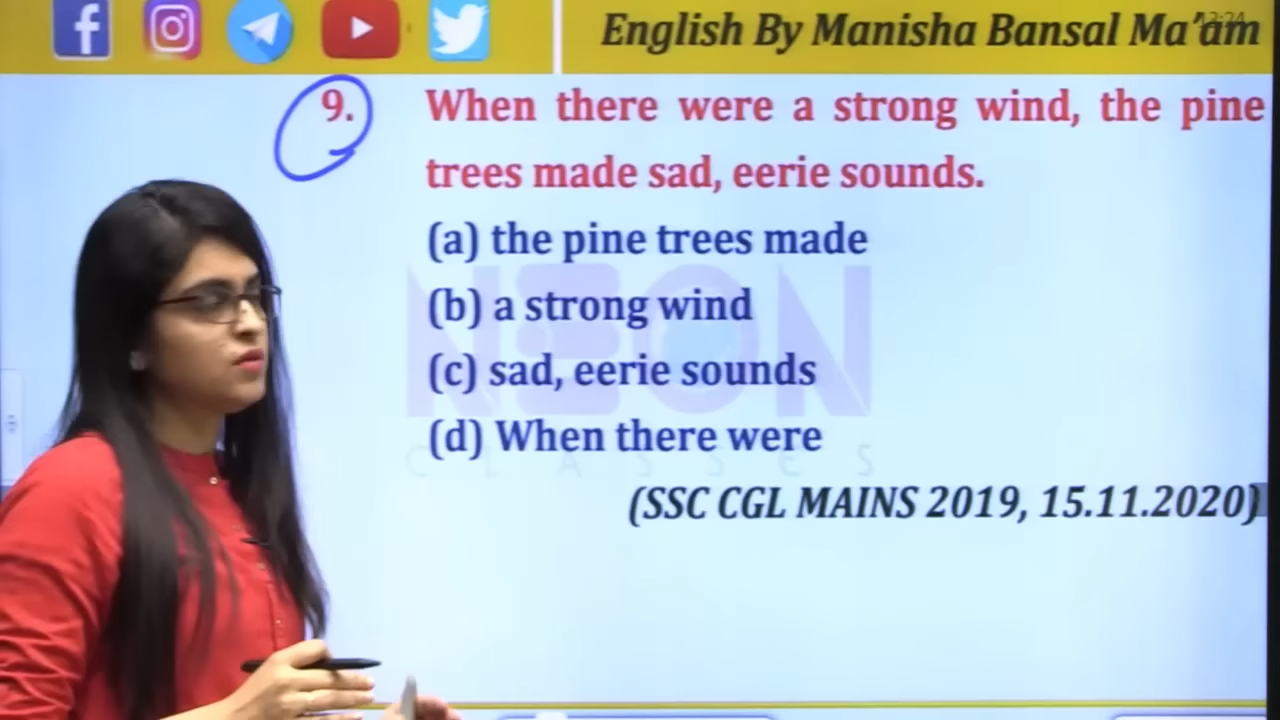 English By Manisha Bansal Ma'am
9. When there were a strong wind, the pine
trees made sad, eerie sounds.
(a) the pine trees made
(b) a strong wind
(c) sad, eerie sounds
(d) When there were
NEON
CLASSES
(SSC CGL MAINS 2019, 15.11.2020)